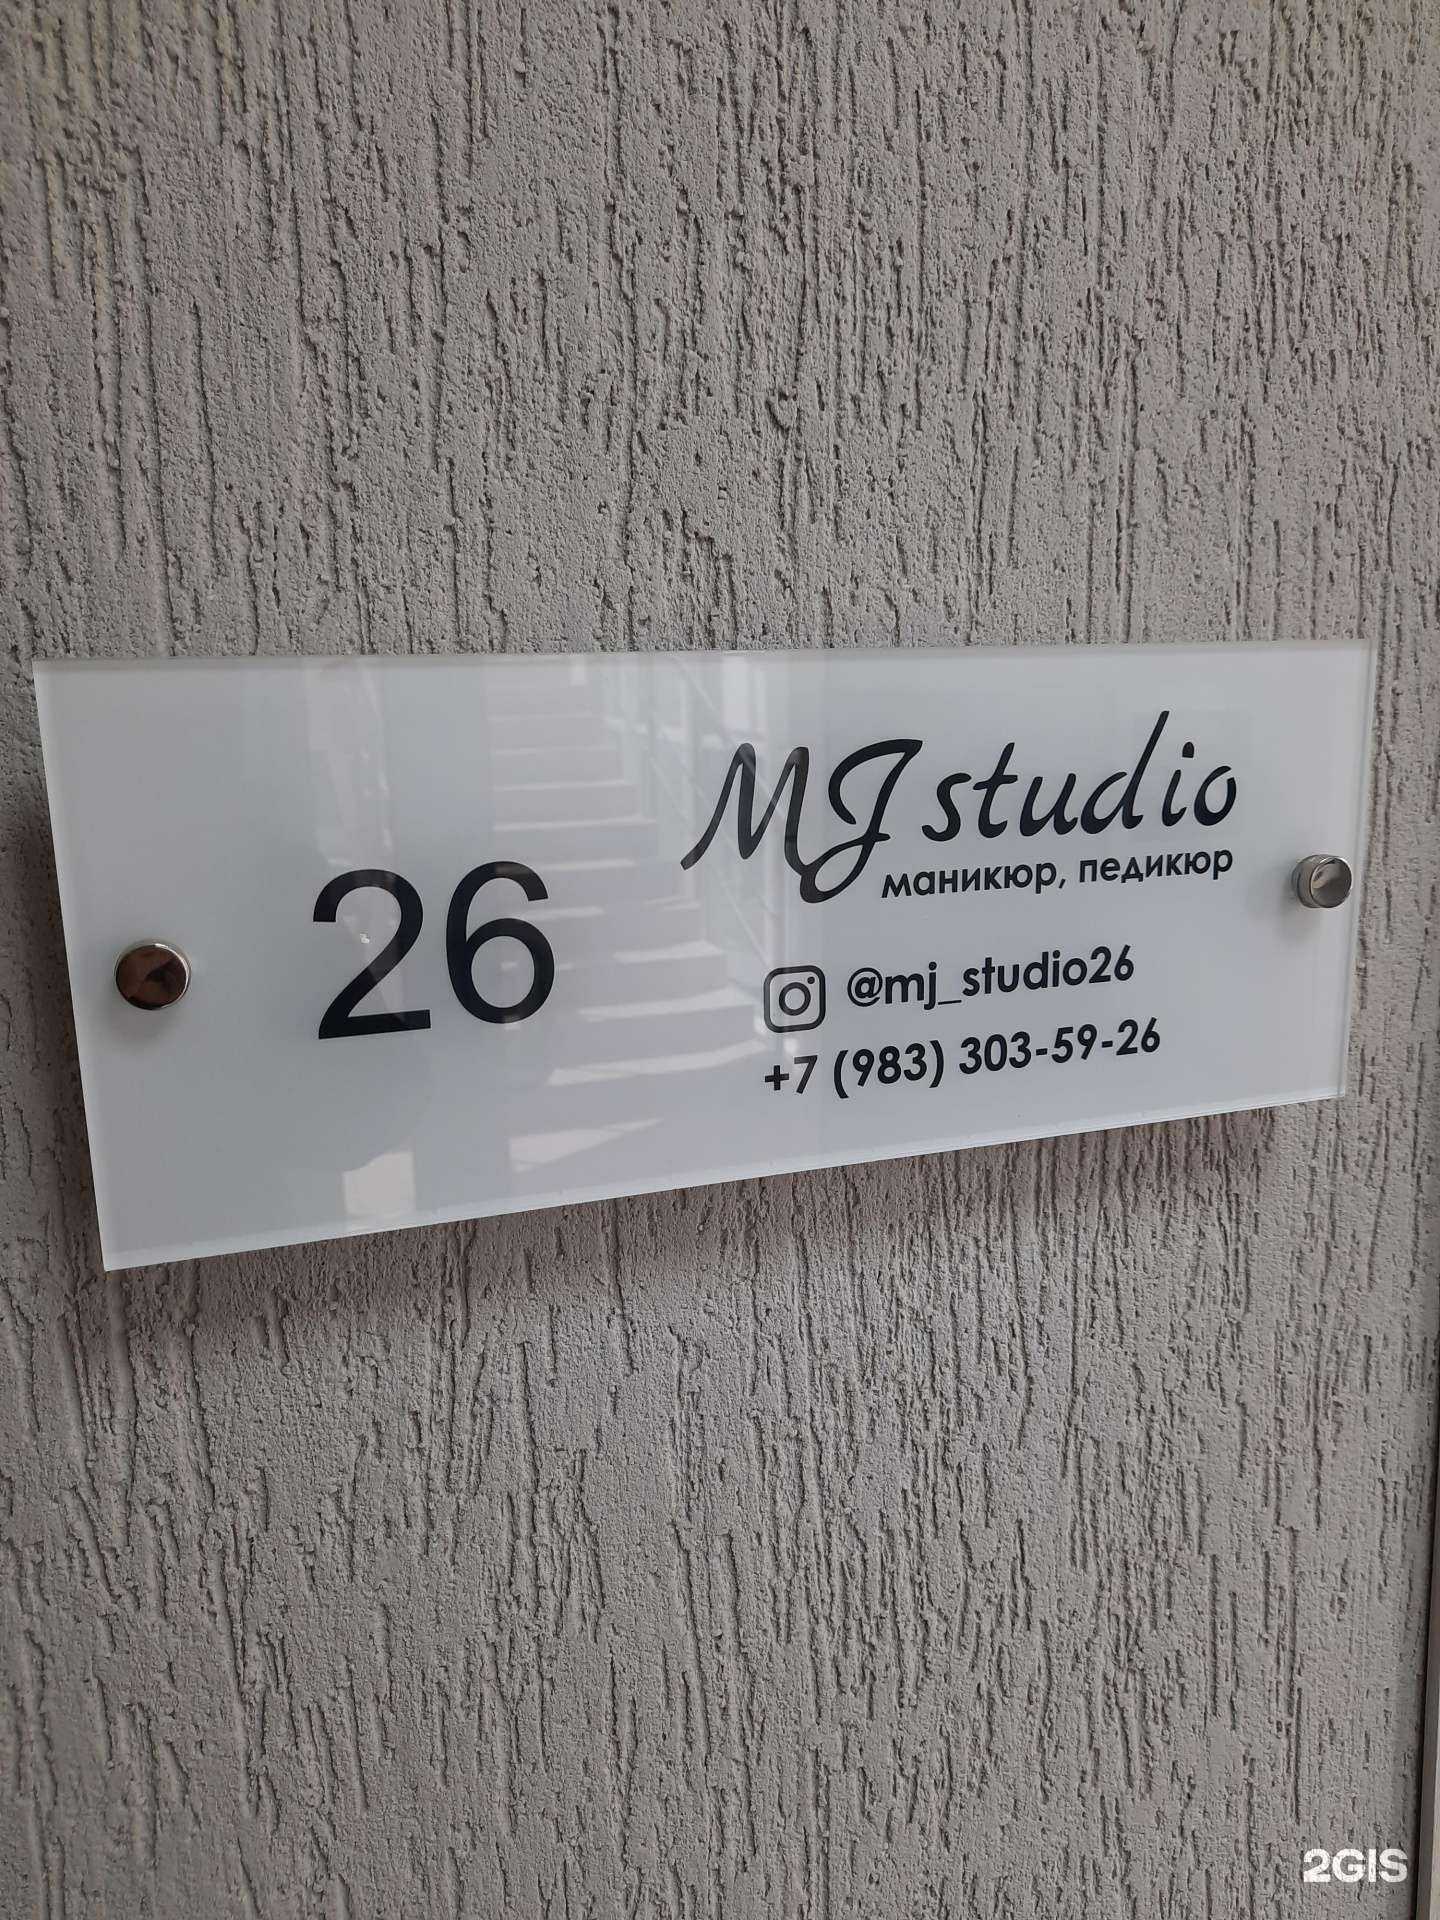 26
MJ studio
маникюр, педикюр
@mj_studio26
+7 (983) 303-59-26
2GIS